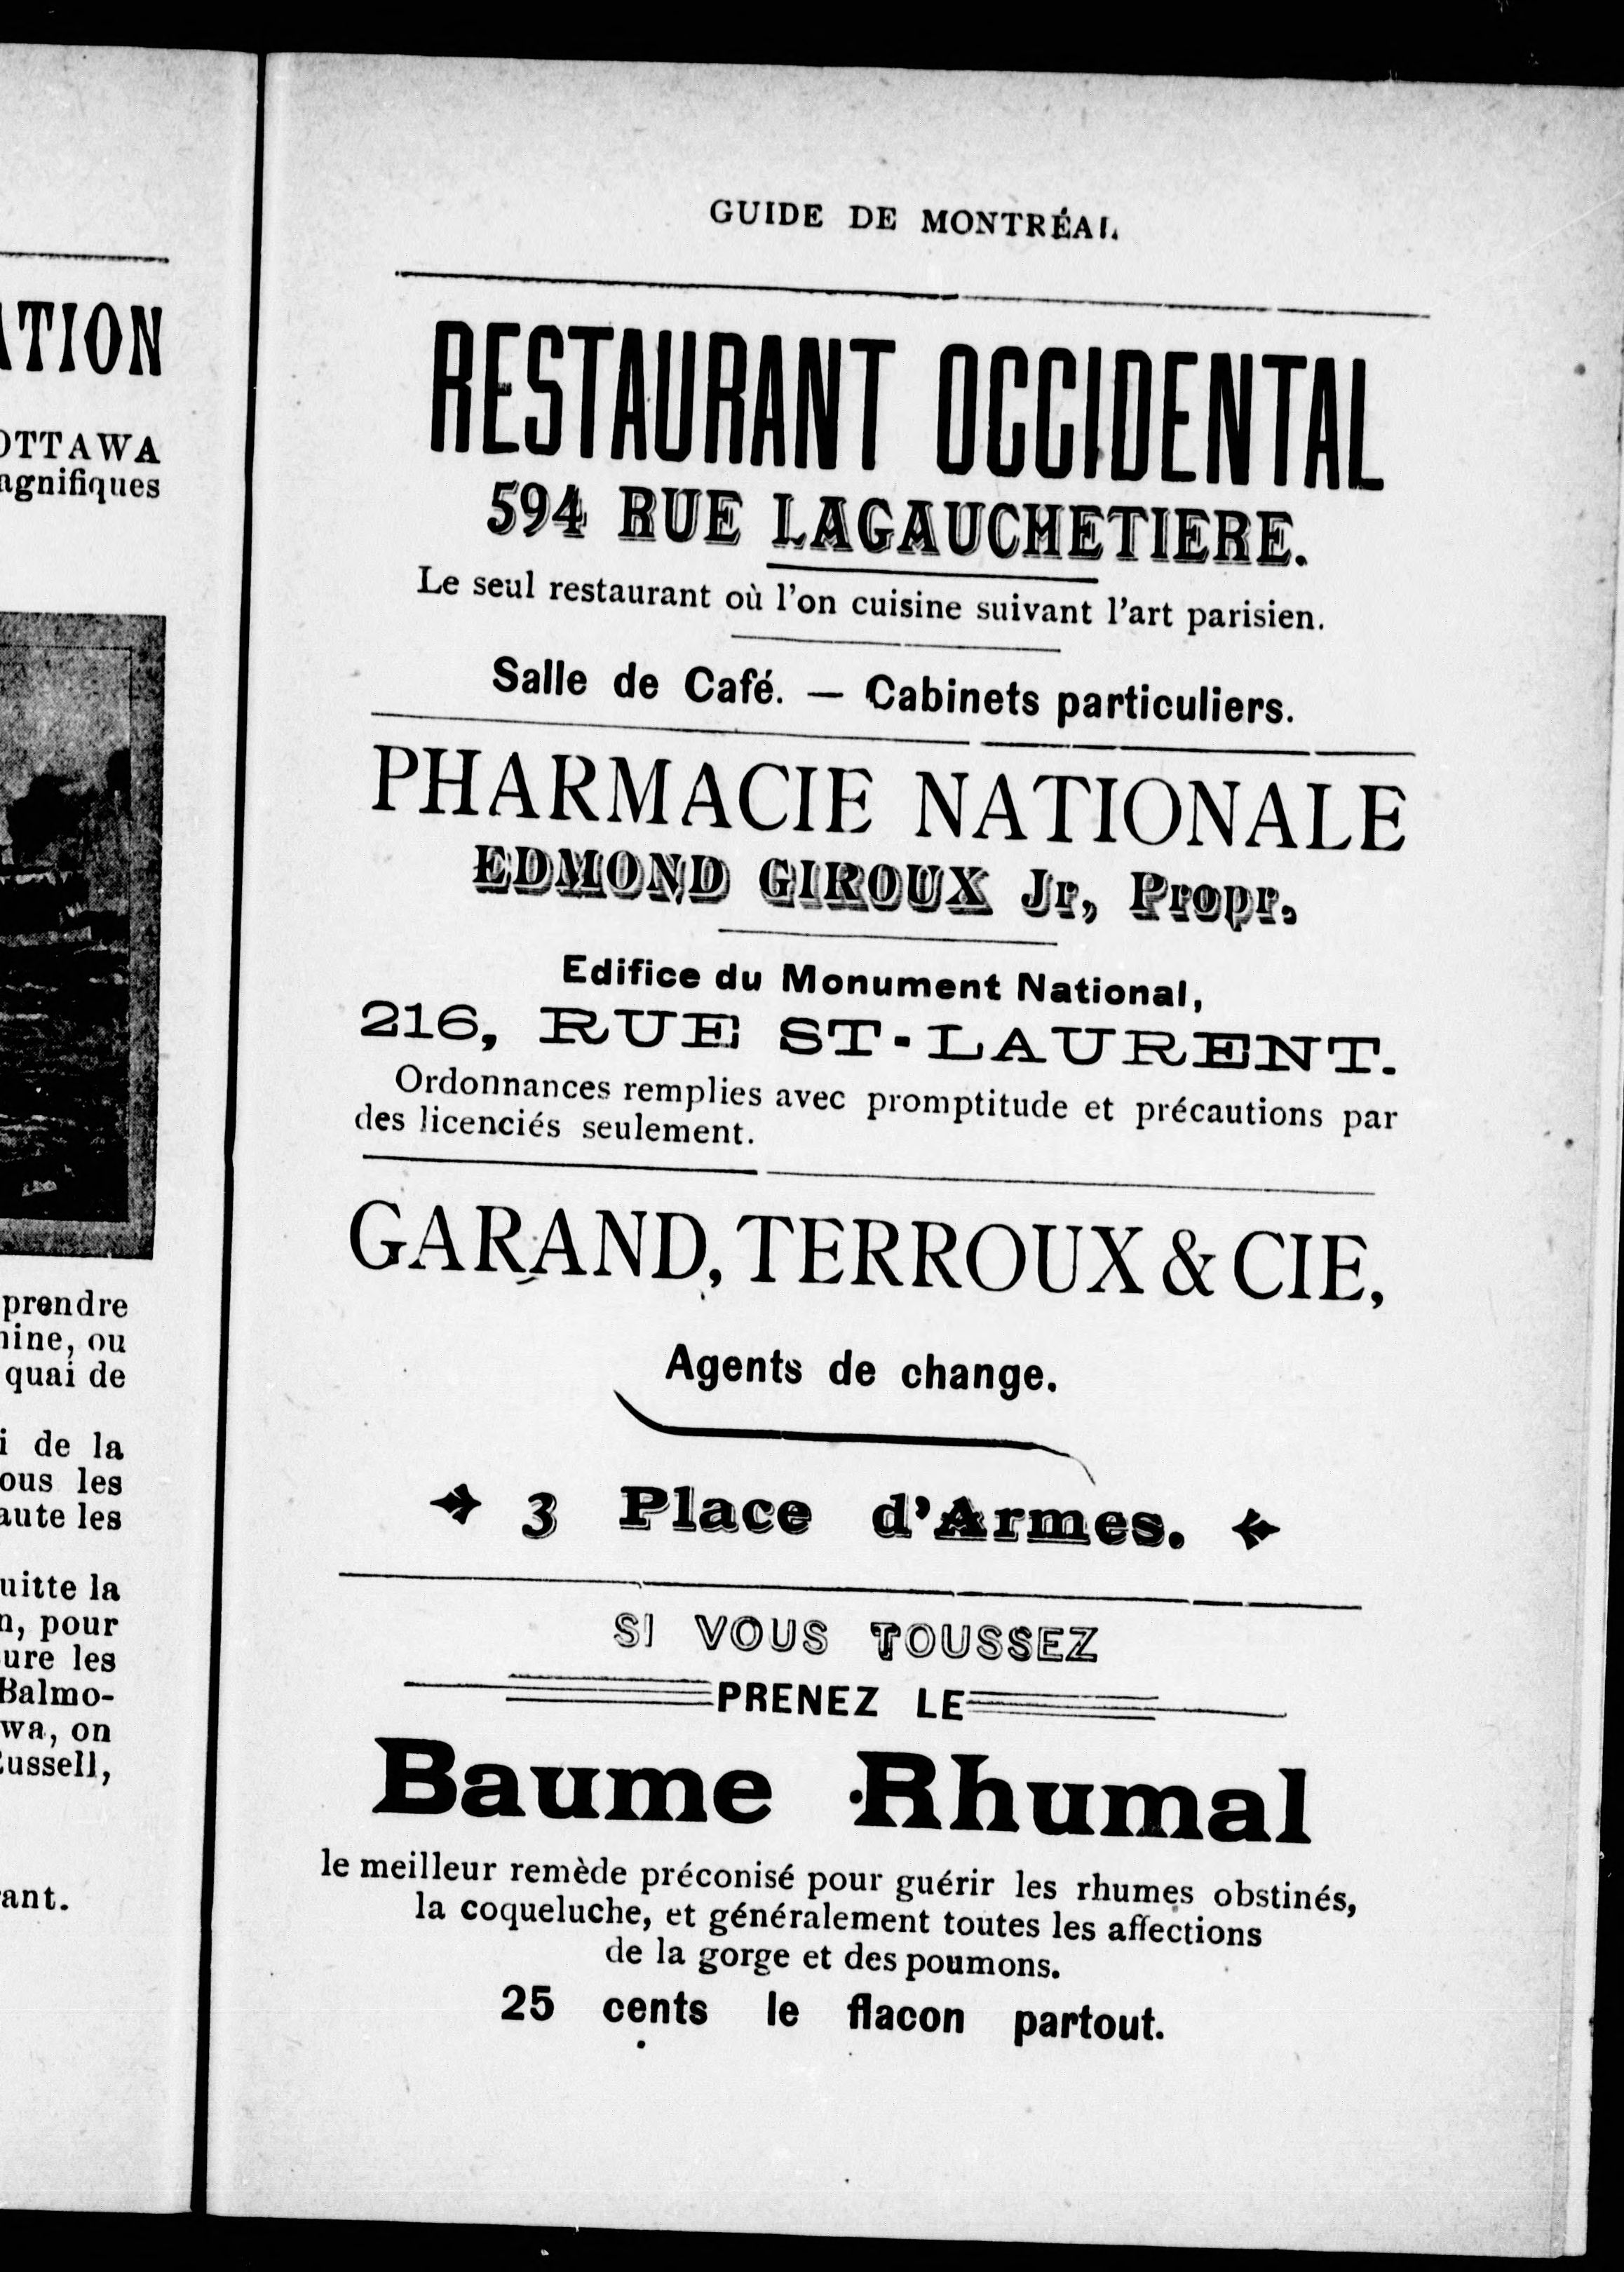 ATION
OTTAWA
agnifiques
prendre
ou
quai de
de la
ous les
aute les
uitte la
pour
ure les
Balmo-
wa, on
ussell,
ant.
GUIDE DE MONTRÉAL
RESTAURANT OCCIDENTAL
594 RUE LAGAUCHETIERE.
Le seul restaurant où l'on cuisine suivant l'art parisien.
Salle de Café. — Cabinets particuliers.
PHARMACIE NATIONALE
EDMOND GIROUX Jr, Propr.
Edifice du Monument National,
216, RUE ST-LAURENT.
Ordonnances remplies avec promptitude et précautions par
des licenciés seulement.
GARAND, TERROUX & CIE,
Agents de change.
3 Place d'Armes.
SI VOUS TOUSSEZ
PRENEZ LE
Baume Rhumal
le meilleur remède préconisé pour guérir les rhumes obstinés,
la coqueluche, et généralement toutes les affections
de la gorge et des poumons.
25 cents le flacon partout.